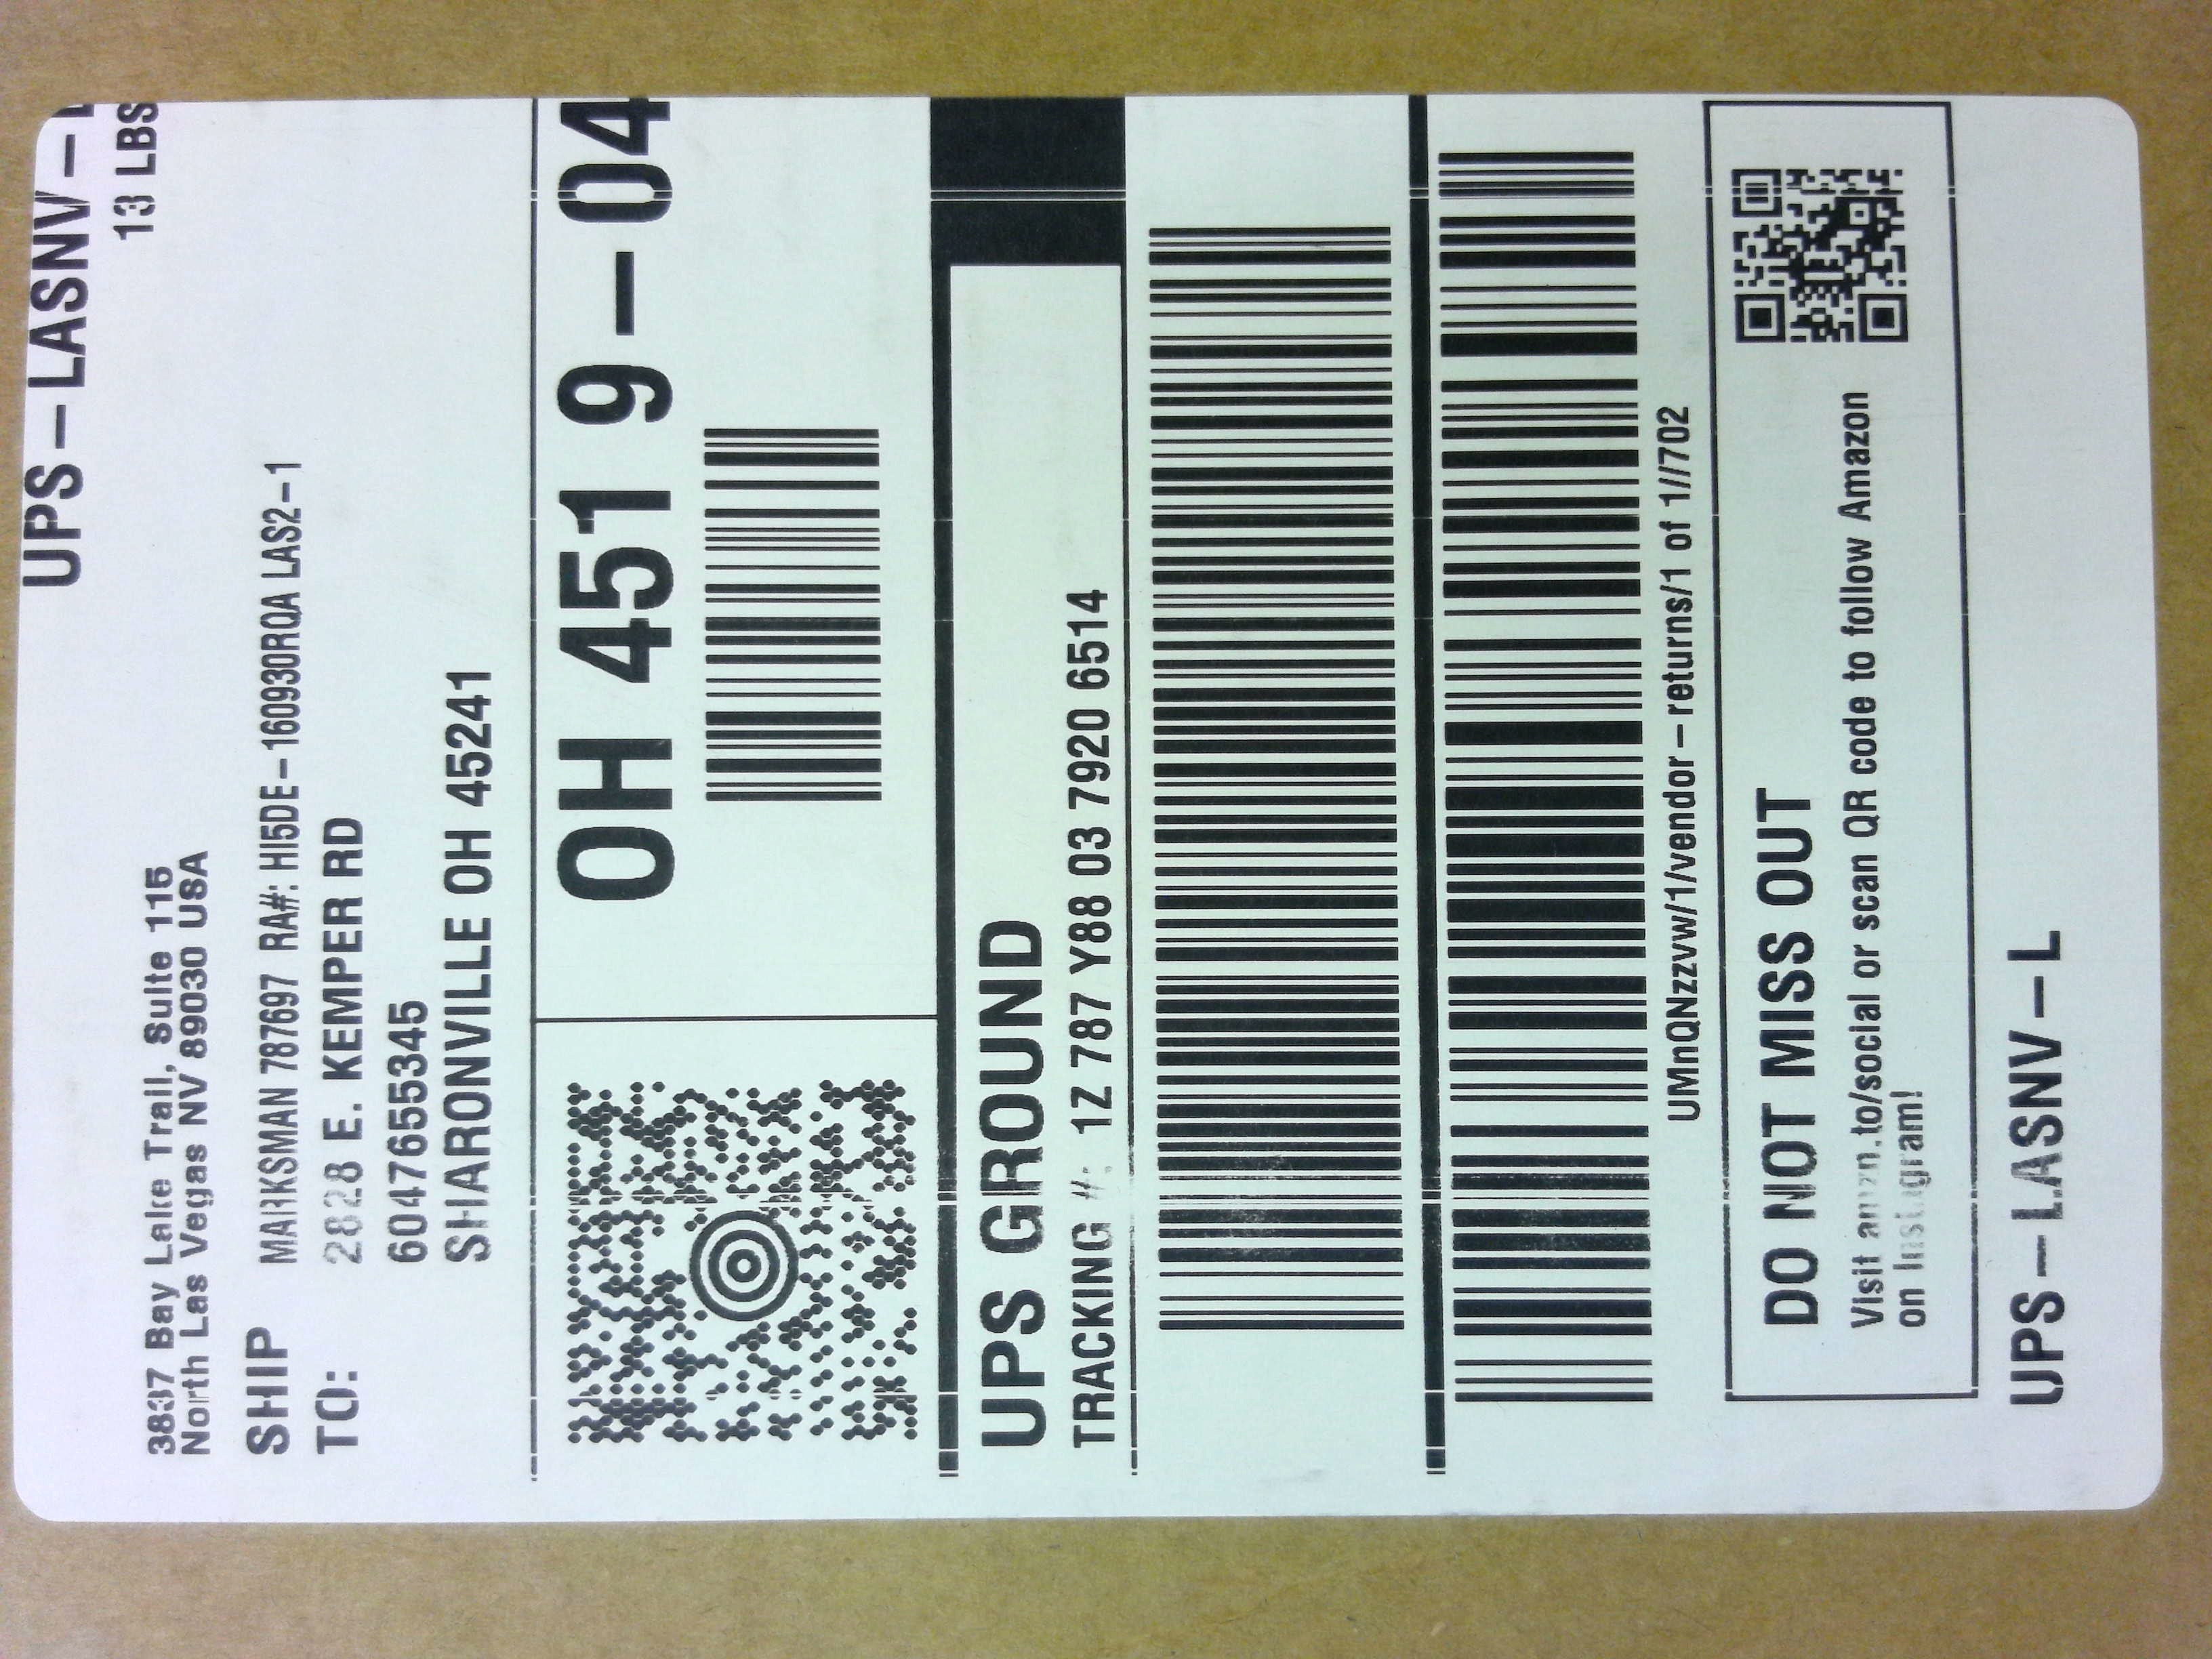 UPS-LASNV-L
13 LBS
3837 Bay Lake Trail, Suite 115
North Las Vegas NV 89030 USA
SHIP TO:
MARKSMAN 787697 RA#: HI5DE-160930RQA LAS2-1
2828 E. KEMPER RD
6047655345
SHARONVILLE OH 45241
OH 451 9-04
UPS GROUND
TRACKING #: 1Z 787 Y88 03 7920 6514
UMnQNzzvw/1/vendor-returns/1 of 1//702
DO NOT MISS OUT
Visit amzn.to/social or scan QR code to follow Amazon
on Instagram!
UPS-LASNV-L